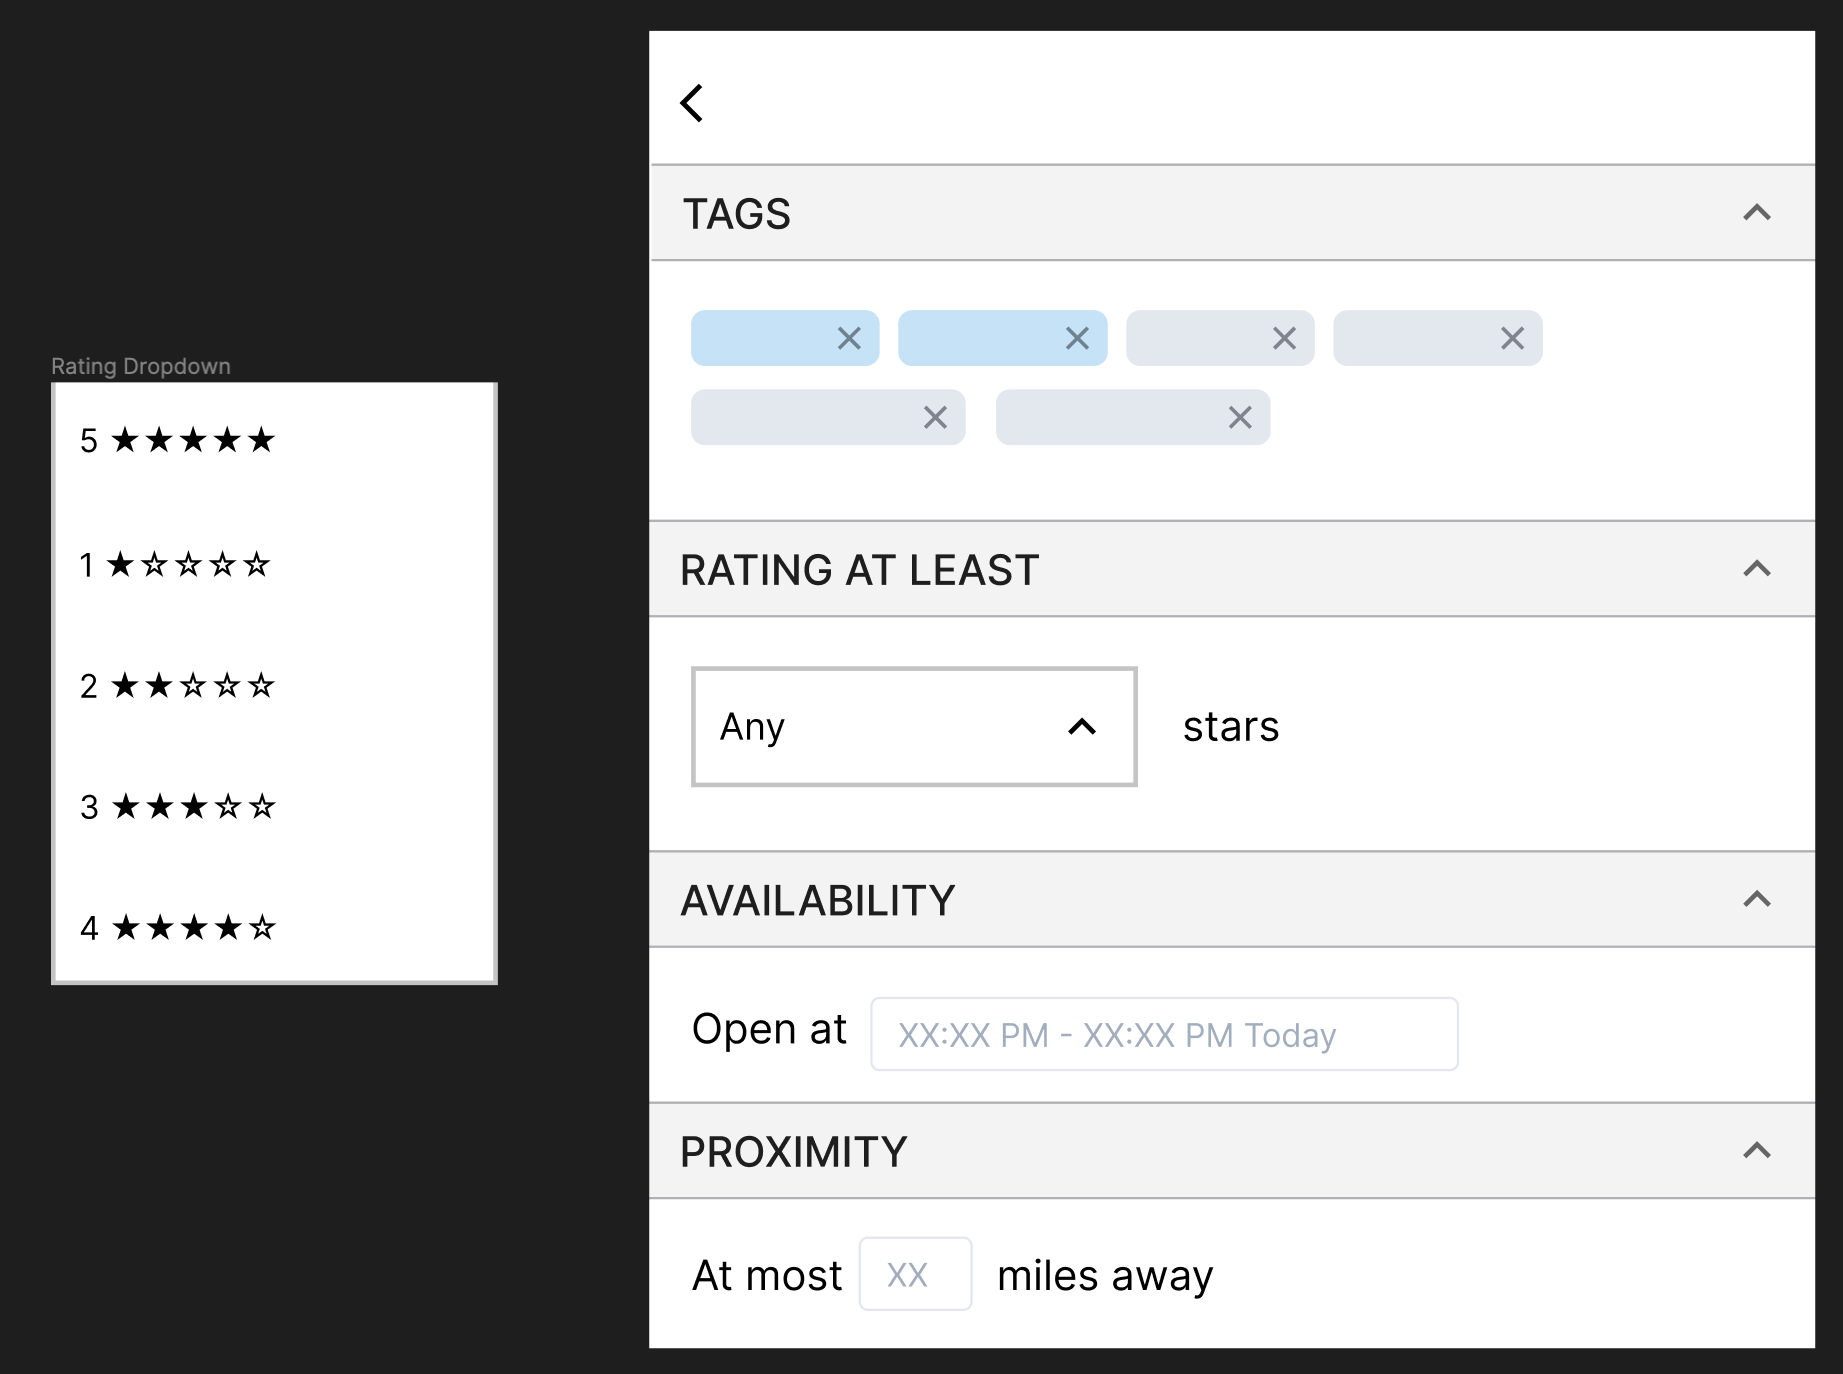 Rating Dropdown
5 ★★★★★
1 ★☆☆☆☆
2 ★★☆☆☆
3 ★★★☆☆
4 ★★★★☆
TAGS
RATING AT LEAST
Any
stars
AVAILABILITY
Open at XX:XX PM - XX:XX PM Today
PROXIMITY
At most XX miles away